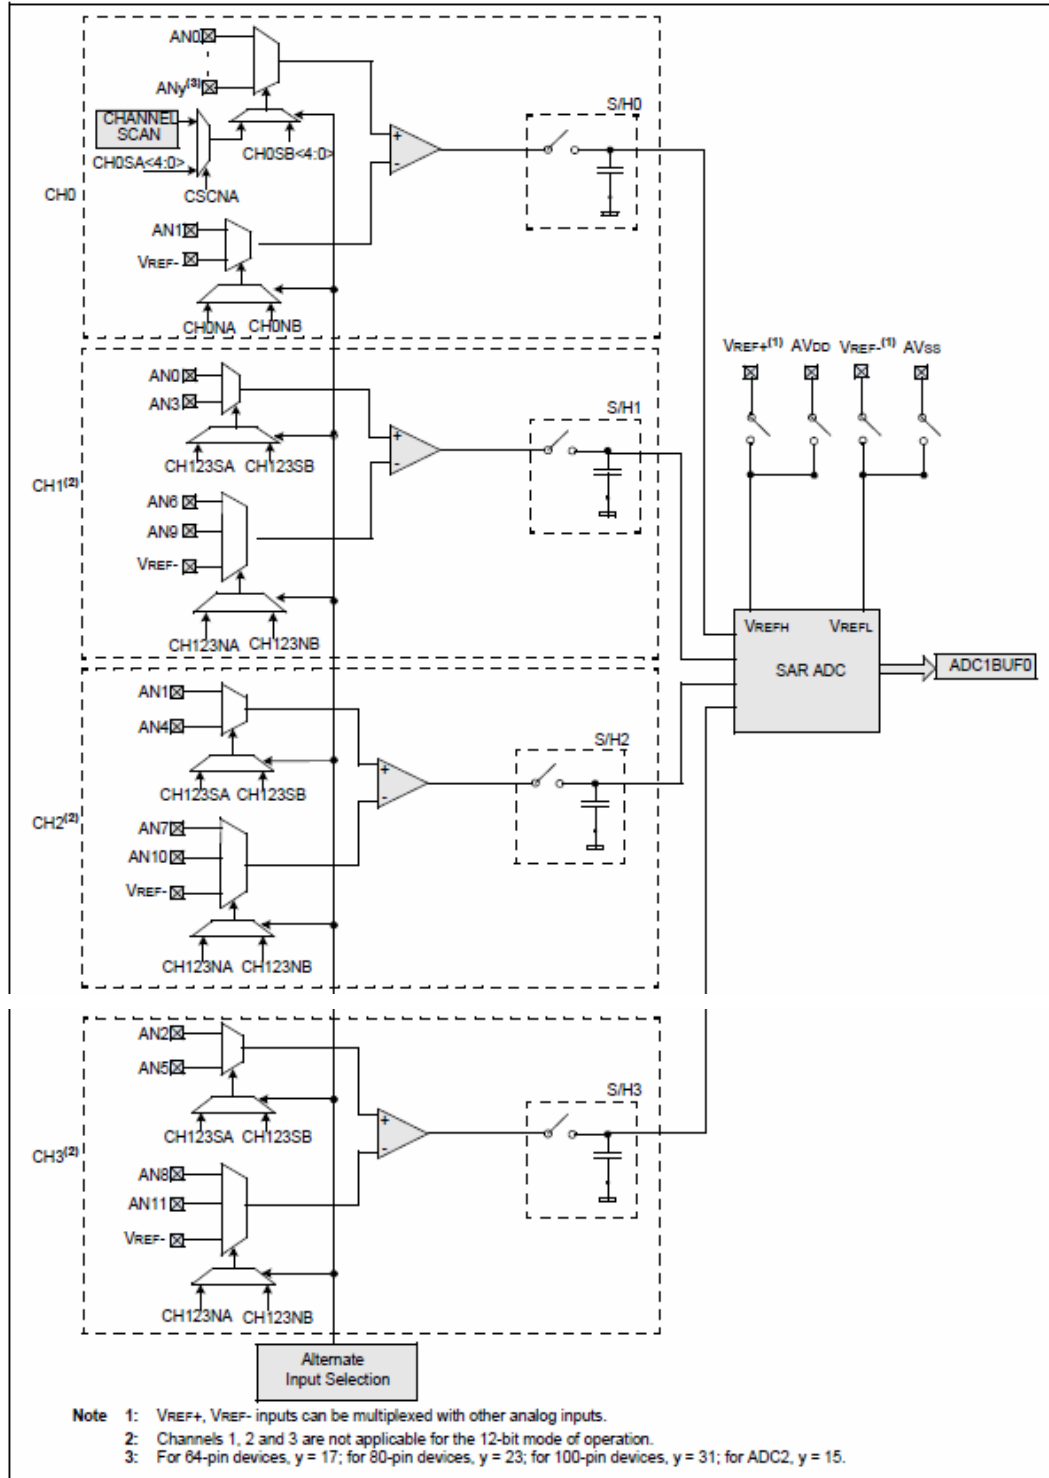 AN0
ANy(3)
CHANNEL
SCAN
CH0SA<4:0>
CH0SB<4:0>
CSCNA
CH0
AN1
VREF-
CH0NA CH0NB
+
-
S/H0
AN0
AN3
CH123SA CH123SB
CH1(2)
AN6
AN9
VREF-
CH123NA CH123NB
+
-
S/H1
VREF+(1) AVDD VREF-(1) AVSS
VREFH VREFL
SAR ADC
ADC1BUF0
AN1
AN4
CH123SA CH123SB
CH2(2)
AN7
AN10
VREF-
CH123NA CH123NB
+
-
S/H2
AN2
AN5
CH123SA CH123SB
CH3(2)
AN8
AN11
VREF-
CH123NA CH123NB
+
-
S/H3
Alternate
Input Selection
Note 1: VREF+, VREF- inputs can be multiplexed with other analog inputs.
2: Channels 1, 2 and 3 are not applicable for the 12-bit mode of operation.
3: For 64-pin devices, y = 17; for 80-pin devices, y = 23; for 100-pin devices, y = 31; for ADC2, y = 15.